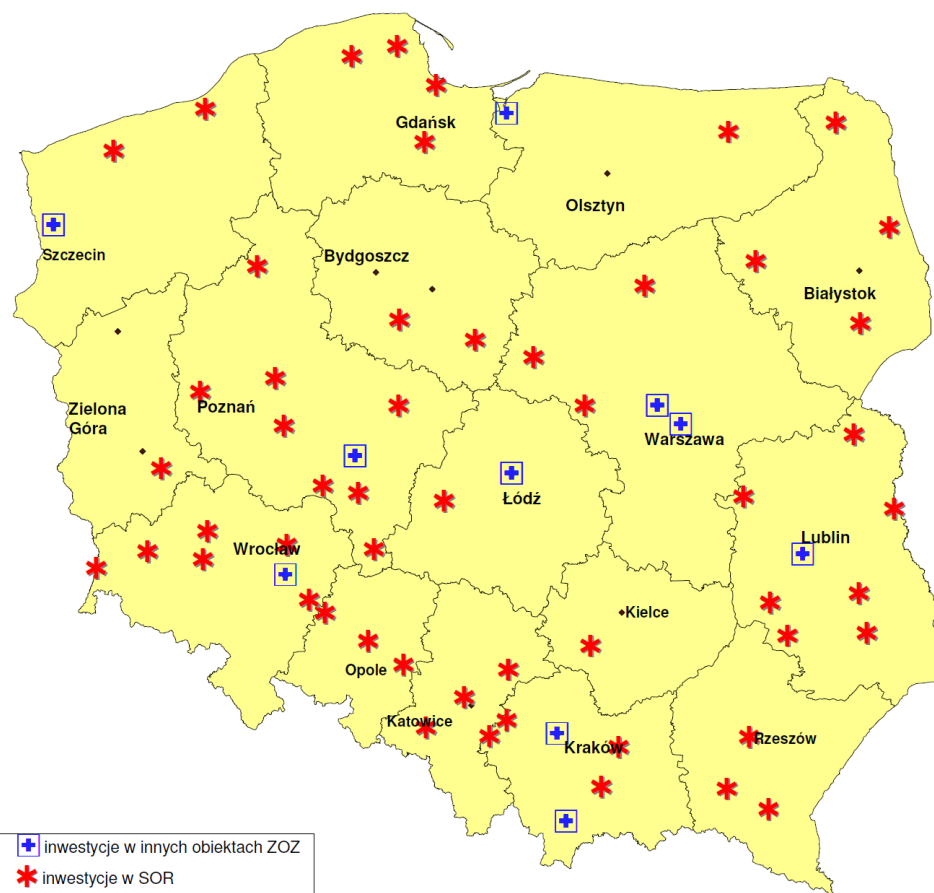 Gdańsk
Olsztyn
Szczecin
Bydgoszcz
Białystok
Zielona
Góra
Poznań
Warszawa
Łódź
Wrocław
Lublin
Kielce
Opole
Katowice
Kraków
Rzeszów
inwestycje w innych obiektach ZOZ
inwestycje w SOR